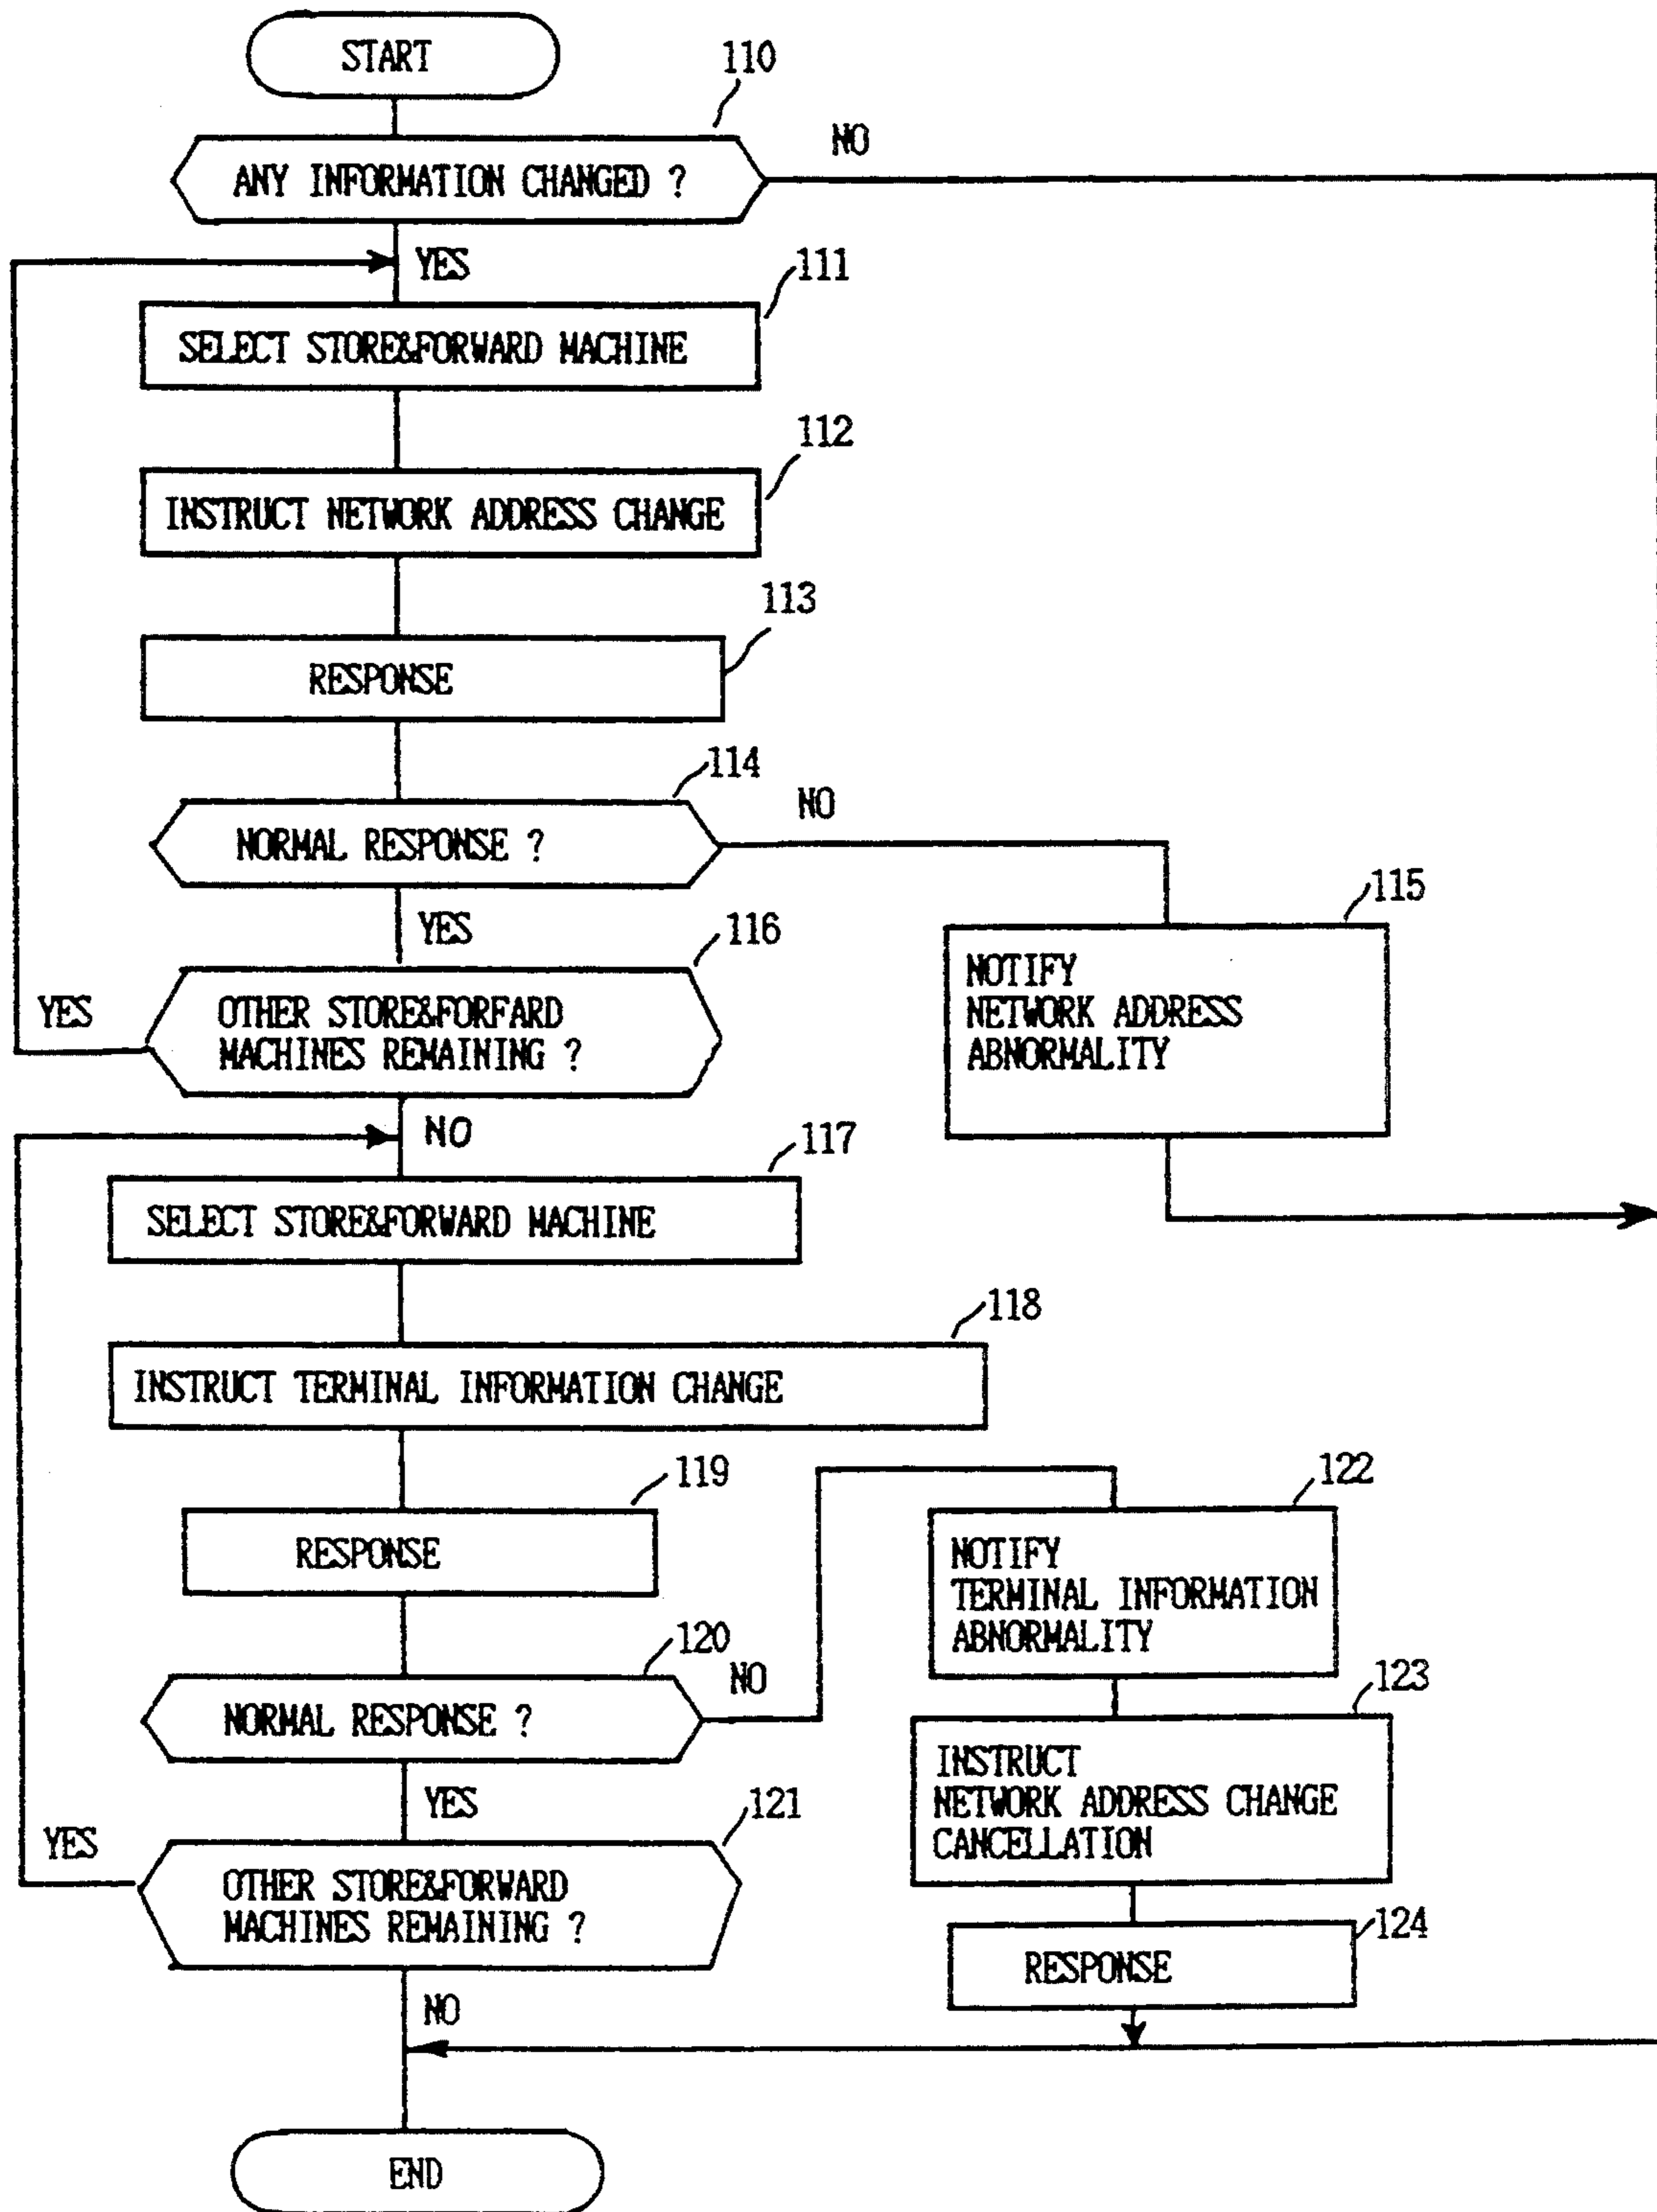 START
110
NO
ANY INFORMATION CHANGED ?
YES
111
SELECT STORE&FORWARD MACHINE
112
INSTRUCT NETWORK ADDRESS CHANGE
113
RESPONSE
114
NO
NORMAL RESPONSE ?
115
YES
116
NOTIFY
NETWORK ADDRESS
ABNORMALITY
YES
OTHER STORE&FORFARD
MACHINES REMAINING ?
NO
117
SELECT STORE&FORWARD MACHINE
118
INSTRUCT TERMINAL INFORMATION CHANGE
119
RESPONSE
122
NOTIFY
TERMINAL INFORMATION
ABNORMALITY
120
NO
NORMAL RESPONSE ?
123
INSTRUCT
NETWORK ADDRESS CHANGE
CANCELLATION
YES
121
YES
OTHER STORE&FORWARD
MACHINES REMAINING ?
124
RESPONSE
NO
END